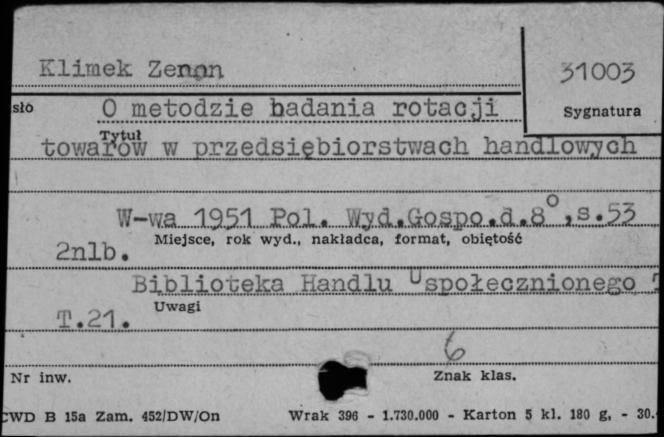 Klimek Zenon
31003
sło O metodzie badania rotacji
Sygnatura
Tytuł
towarów w przedsiębiorstwach handlowych
W-wa 1951 Pol. Wyd.Gospo.d.8°,s.53
Miejsce, rok wyd., nakładca, format, obiętość
2nlb.
Biblioteka Handlu Uspołecznionego
Uwagi
T.21.
6
Nr inw.
Znak klas.
CWD B 15a Zam. 452/DW/On Wrak 396 - 1.730.000 - Karton 5 kl. 180 g, - 30.